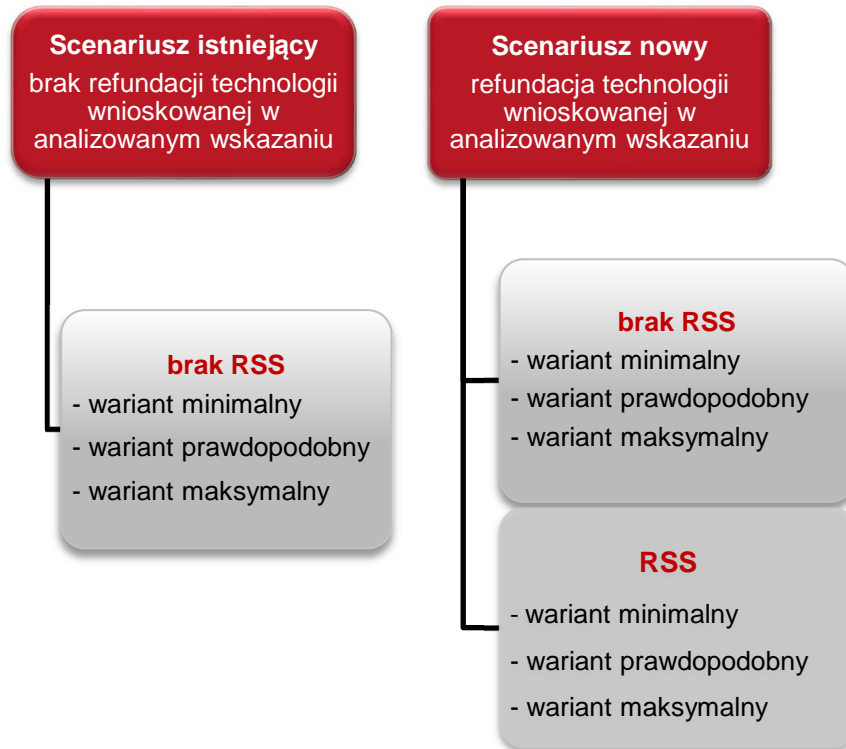 Scenariusz istniejący
brak refundacji technologii
wnioskowanej w
analizowanym wskazaniu
brak RSS
- wariant minimalny
- wariant prawdopodobny
- wariant maksymalny
Scenariusz nowy
refundacja technologii
wnioskowanej w
analizowanym wskazaniu
brak RSS
- wariant minimalny
- wariant prawdopodobny
- wariant maksymalny
RSS
- wariant minimalny
- wariant prawdopodobny
- wariant maksymalny